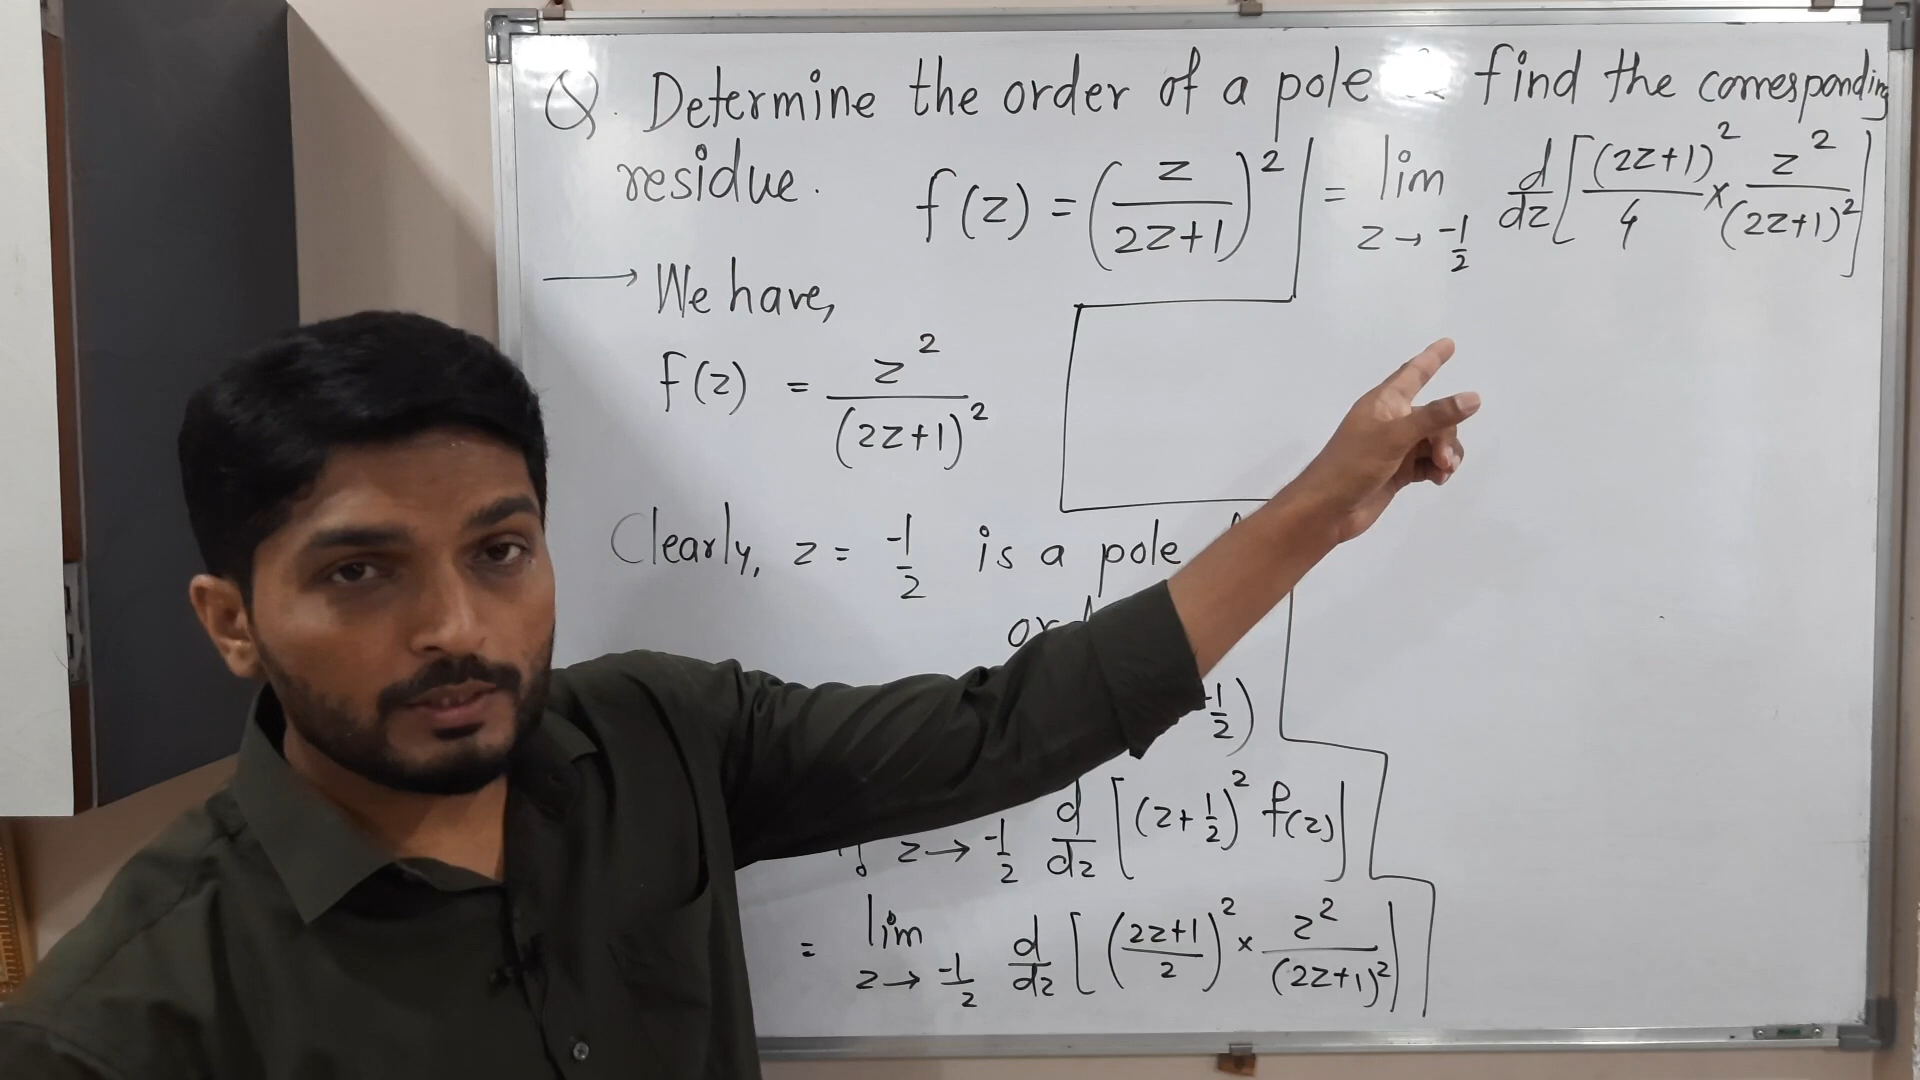 Q. Determine the order of a pole find the corresponding
residue. f(z) = (z/(2z+1))^2
→ We have,
f(z) = z^2/(2z+1)^2
Clearly, z = -1/2 is a pole
-1/2)
z → -1/2 d/dz [(z+1/2)^2 f(z)]
= lim z → -1/2 d/dz [((2z+1)/2)^2 × z^2/(2z+1)^2]
= lim z → -1/2 d/dz [(2z+1)^2/4 × z^2/(2z+1)^2]